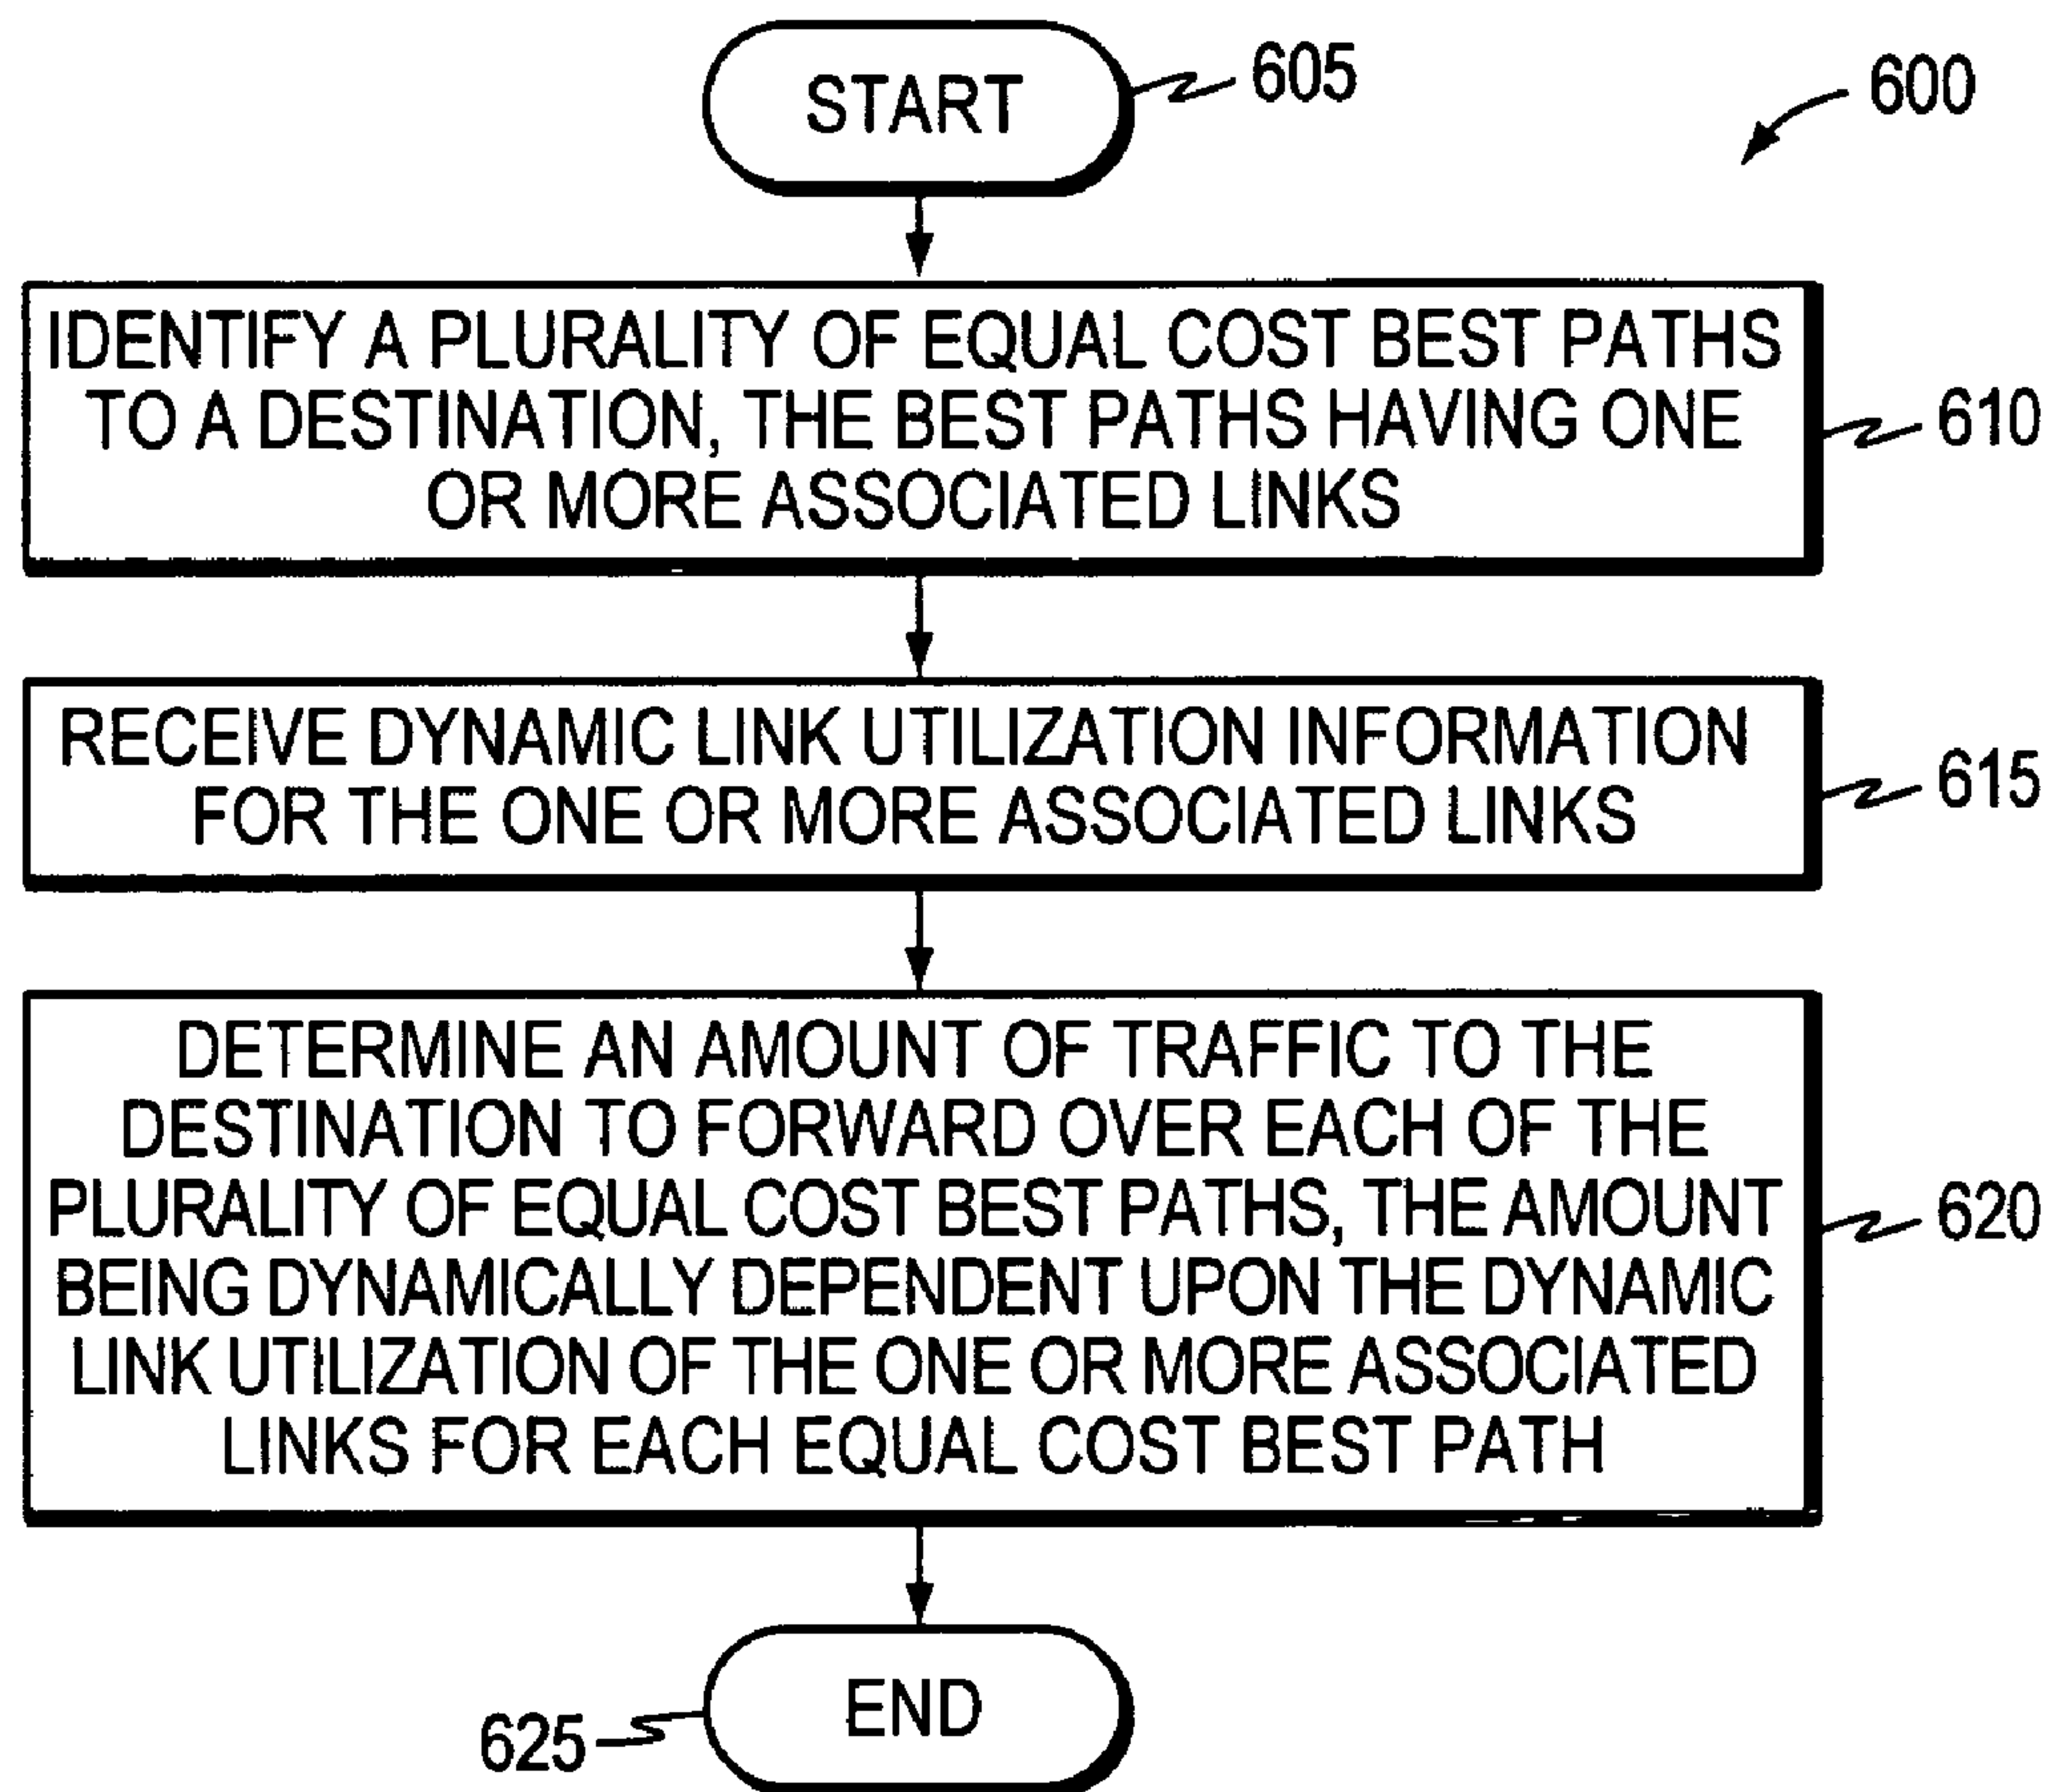 START
605
600
IDENTIFY A PLURALITY OF EQUAL COST BEST PATHS
TO A DESTINATION, THE BEST PATHS HAVING ONE
OR MORE ASSOCIATED LINKS
610
RECEIVE DYNAMIC LINK UTILIZATION INFORMATION
FOR THE ONE OR MORE ASSOCIATED LINKS
615
DETERMINE AN AMOUNT OF TRAFFIC TO THE
DESTINATION TO FORWARD OVER EACH OF THE
PLURALITY OF EQUAL COST BEST PATHS, THE AMOUNT
BEING DYNAMICALLY DEPENDENT UPON THE DYNAMIC
LINK UTILIZATION OF THE ONE OR MORE ASSOCIATED
LINKS FOR EACH EQUAL COST BEST PATH
620
END
625